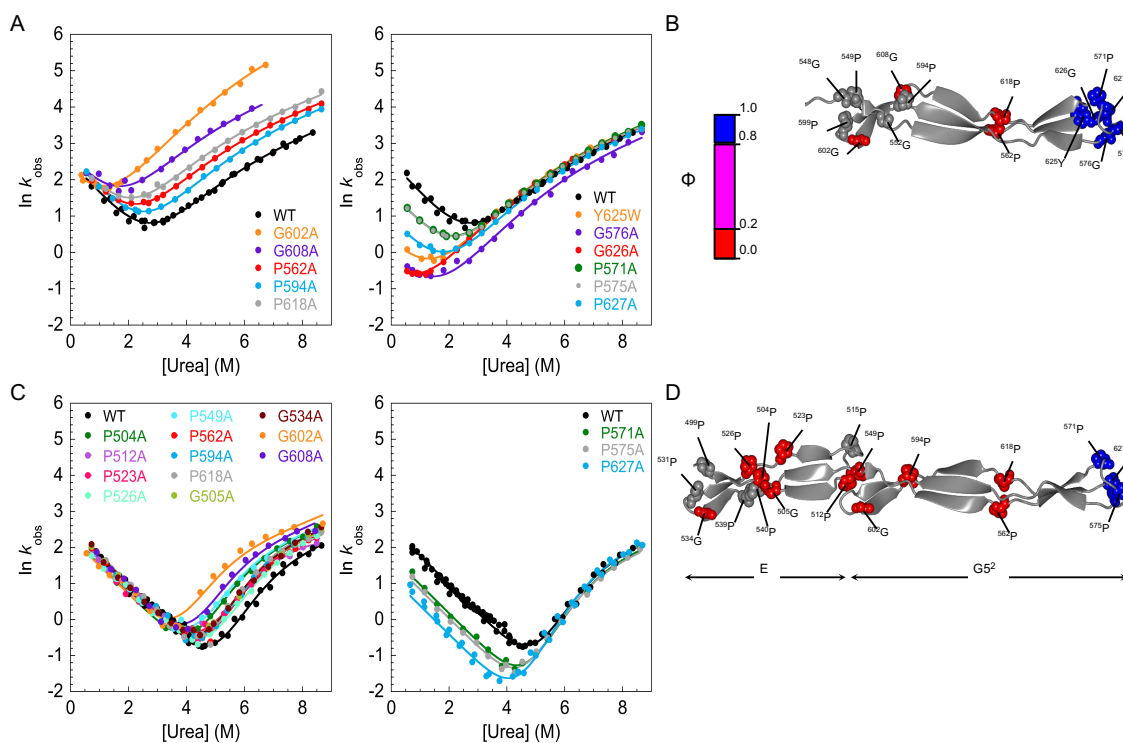 A
B
6
5
4
3
2
1
0
-1
-2
ln kobs
0 2 4 6 8
[Urea] (M)
WT
G602A
G608A
P562A
P594A
P618A
6
5
4
3
2
1
0
-1
-2
ln kobs
0 2 4 6 8
[Urea] (M)
WT
Y625W
G576A
G626A
P571A
P575A
P627A
Φ
1.0
0.8
0.2
0.0
548G
549P
608G
594P
618P
626G
571P
599P
602G
592G
562P
625Y
576G
C
D
6
5
4
3
2
1
0
-1
-2
ln kobs
0 2 4 6 8
[Urea] (M)
WT P549A G534A
P504A P562A G602A
P512A P594A G608A
P523A P618A
P526A G505A
6
5
4
3
2
1
0
-1
-2
ln kobs
0 2 4 6 8
[Urea] (M)
WT
P571A
P575A
P627A
499P
526P
504P
523P
515P
549P
594P
618P
571P
531P
534G
539P
540P
505G
512P
602G
562P
575P
E
G5²